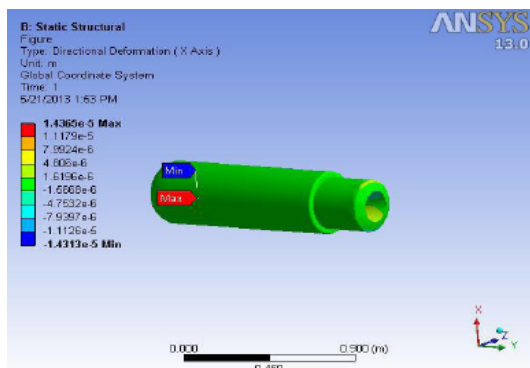 B: Static Structural
Figure
Type: Directional Deformation ( X Axis )
Unit: m
Global Coordinate System
Time: 1
5/21/2013 1:53 PM
1.4365e-5 Max
1.1179e-5
7.9924e-6
4.806e-6
1.6196e-6
-1.5668e-6
-4.7532e-6
-7.9397e-6
-1.1126e-5
-1.4313e-5 Min
ANSYS
13.0
Min
Max
0.000
0.900 (m)
0.450
X
Z
Y